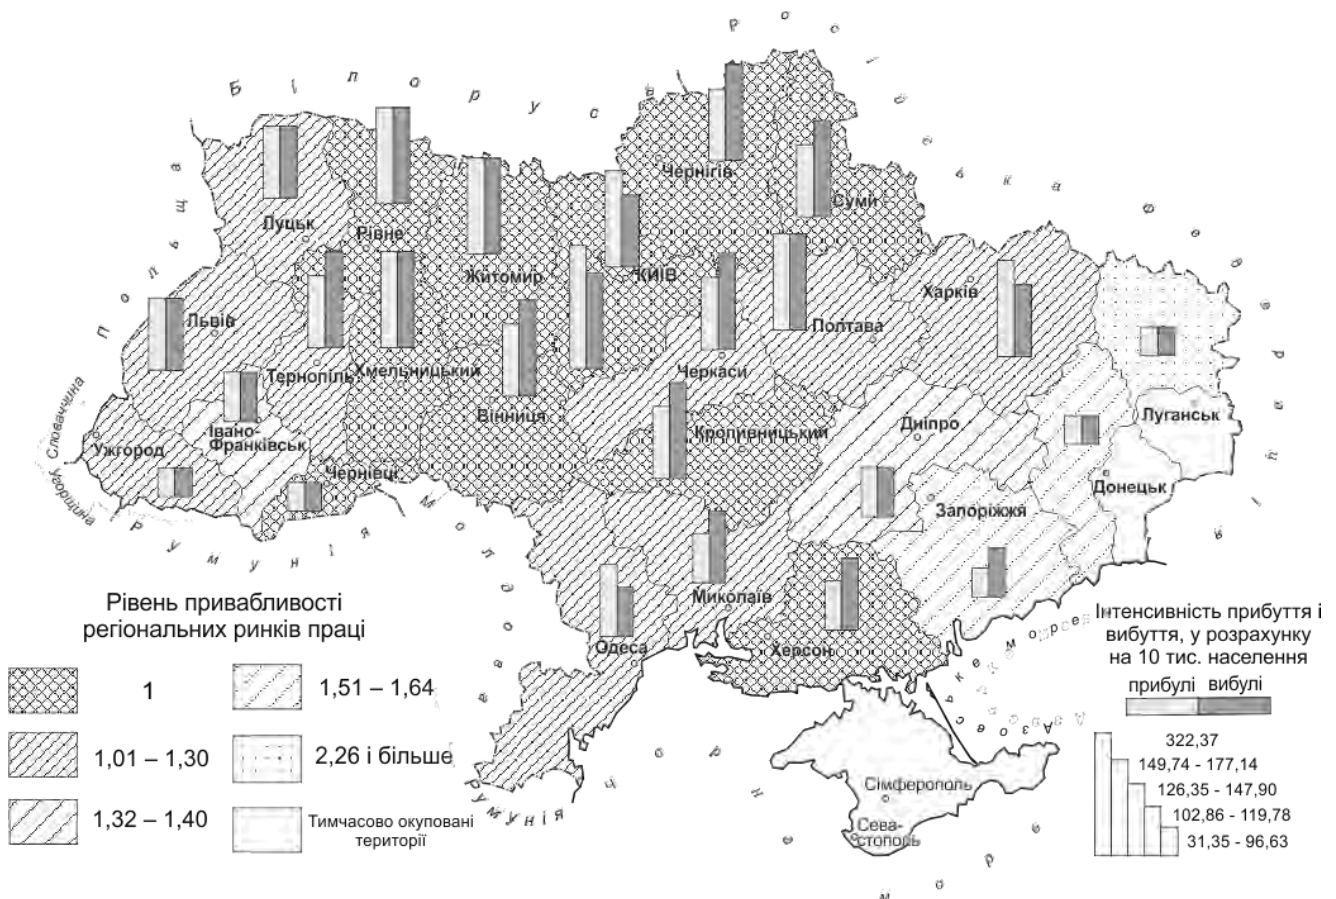 Білорусь
Російська Федерація
Польща
Словаччина
Угорщина
Румунія
Молдова
Румунія
Чорне море
Азовське море
Чернігів
Суми
Луцьк
Рівне
Житомир
КИЇВ
Харків
Львів
Полтава
Тернопіль
Хмельницький
Черкаси
Вінниця
Луганськ
Ужгород
Івано-
Франківськ
Чернівці
Кропивницький
Дніпро
Донецьк
Запоріжжя
Миколаїв
Одеса
Херсон
Сімферополь
Сева-
стополь
Рівень привабливості
регіональних ринків праці
1
1,01 – 1,30
1,32 – 1,40
1,51 – 1,64
2,26 і більше
Тимчасово окуповані
території
Інтенсивність прибуття і
вибуття, у розрахунку
на 10 тис. населення
прибулі вибулі
322,37
149,74 - 177,14
126,35 - 147,90
102,86 - 119,78
31,35 - 96,63